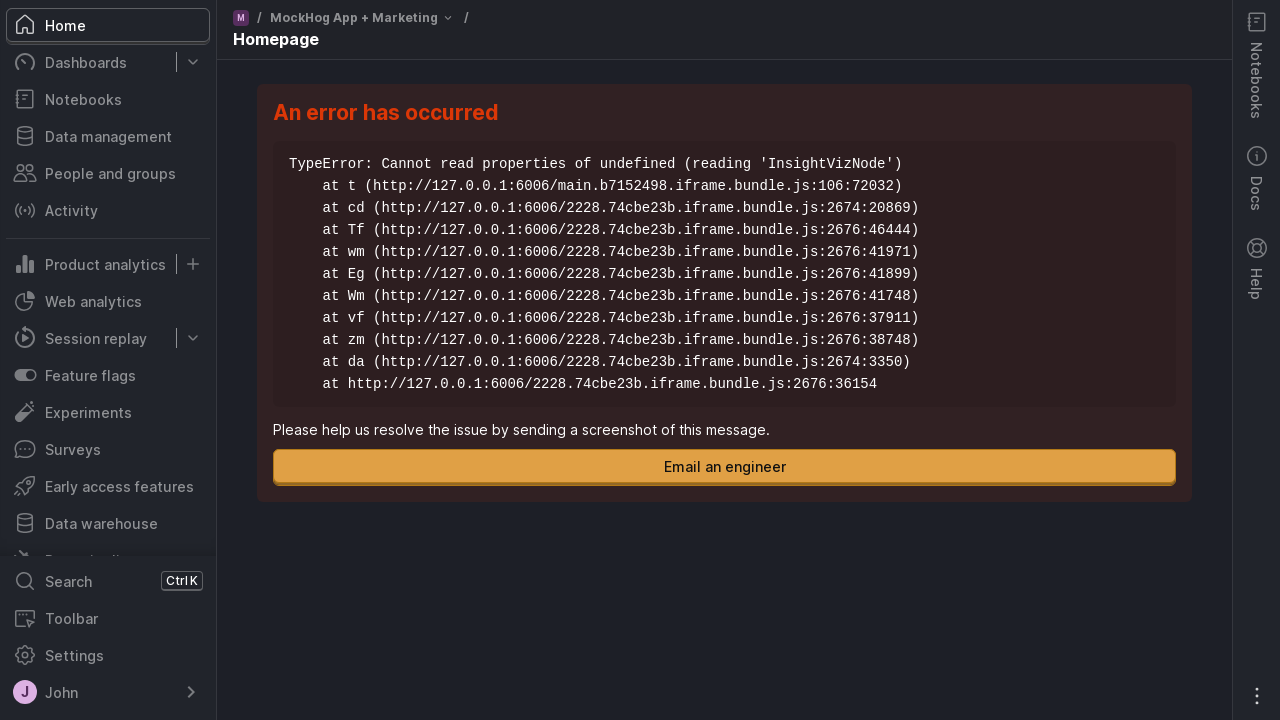 Home
Dashboards
Notebooks
Data management
People and groups
Activity
Product analytics
Web analytics
Session replay
Feature flags
Experiments
Surveys
Early access features
Data warehouse
Search Ctrl K
Toolbar
Settings
J John
M / MockHog App + Marketing /
Homepage
An error has occurred
TypeError: Cannot read properties of undefined (reading 'InsightVizNode')
at t (http://127.0.0.1:6006/main.b7152498.iframe.bundle.js:106:72032)
at cd (http://127.0.0.1:6006/2228.74cbe23b.iframe.bundle.js:2674:20869)
at Tf (http://127.0.0.1:6006/2228.74cbe23b.iframe.bundle.js:2676:46444)
at wm (http://127.0.0.1:6006/2228.74cbe23b.iframe.bundle.js:2676:41971)
at Eg (http://127.0.0.1:6006/2228.74cbe23b.iframe.bundle.js:2676:41899)
at Wm (http://127.0.0.1:6006/2228.74cbe23b.iframe.bundle.js:2676:41748)
at vf (http://127.0.0.1:6006/2228.74cbe23b.iframe.bundle.js:2676:37911)
at zm (http://127.0.0.1:6006/2228.74cbe23b.iframe.bundle.js:2676:38748)
at da (http://127.0.0.1:6006/2228.74cbe23b.iframe.bundle.js:2674:3350)
at http://127.0.0.1:6006/2228.74cbe23b.iframe.bundle.js:2676:36154
Please help us resolve the issue by sending a screenshot of this message.
Email an engineer
Notebooks
Docs
Help